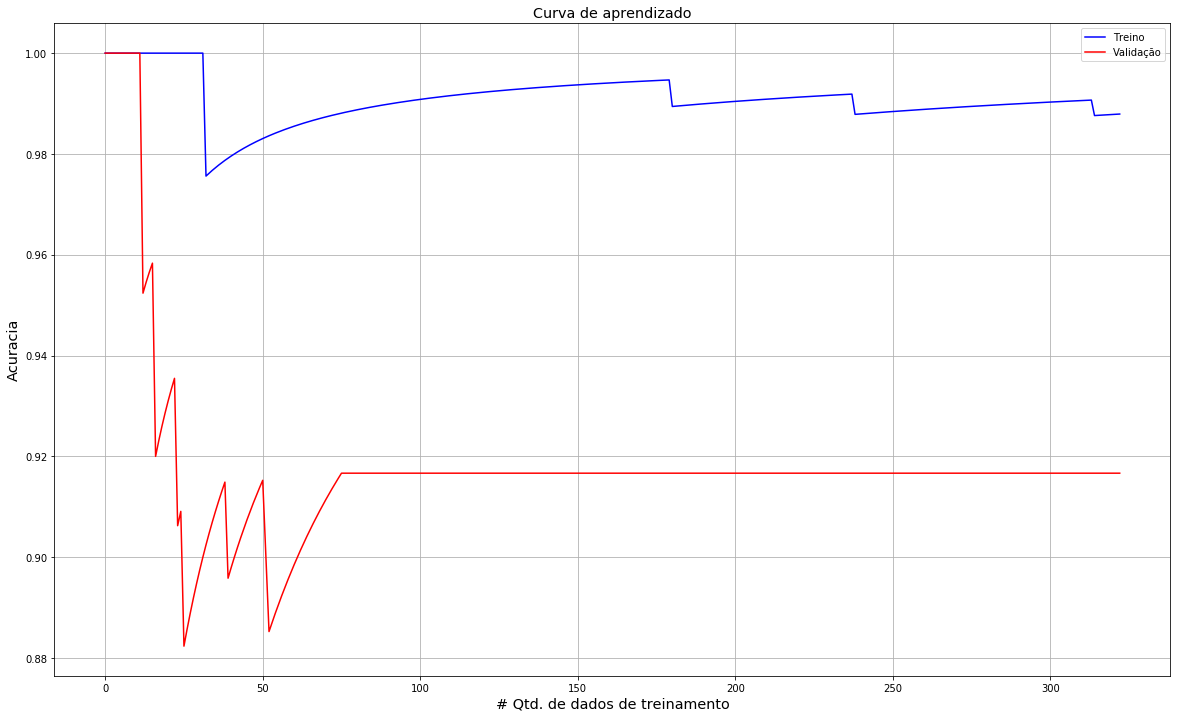 Curva de aprendizado
Treino
Validação
Acuracia
1.00
0.98
0.96
0.94
0.92
0.90
0.88
0
50
100
150
200
250
300
# Qtd. de dados de treinamento